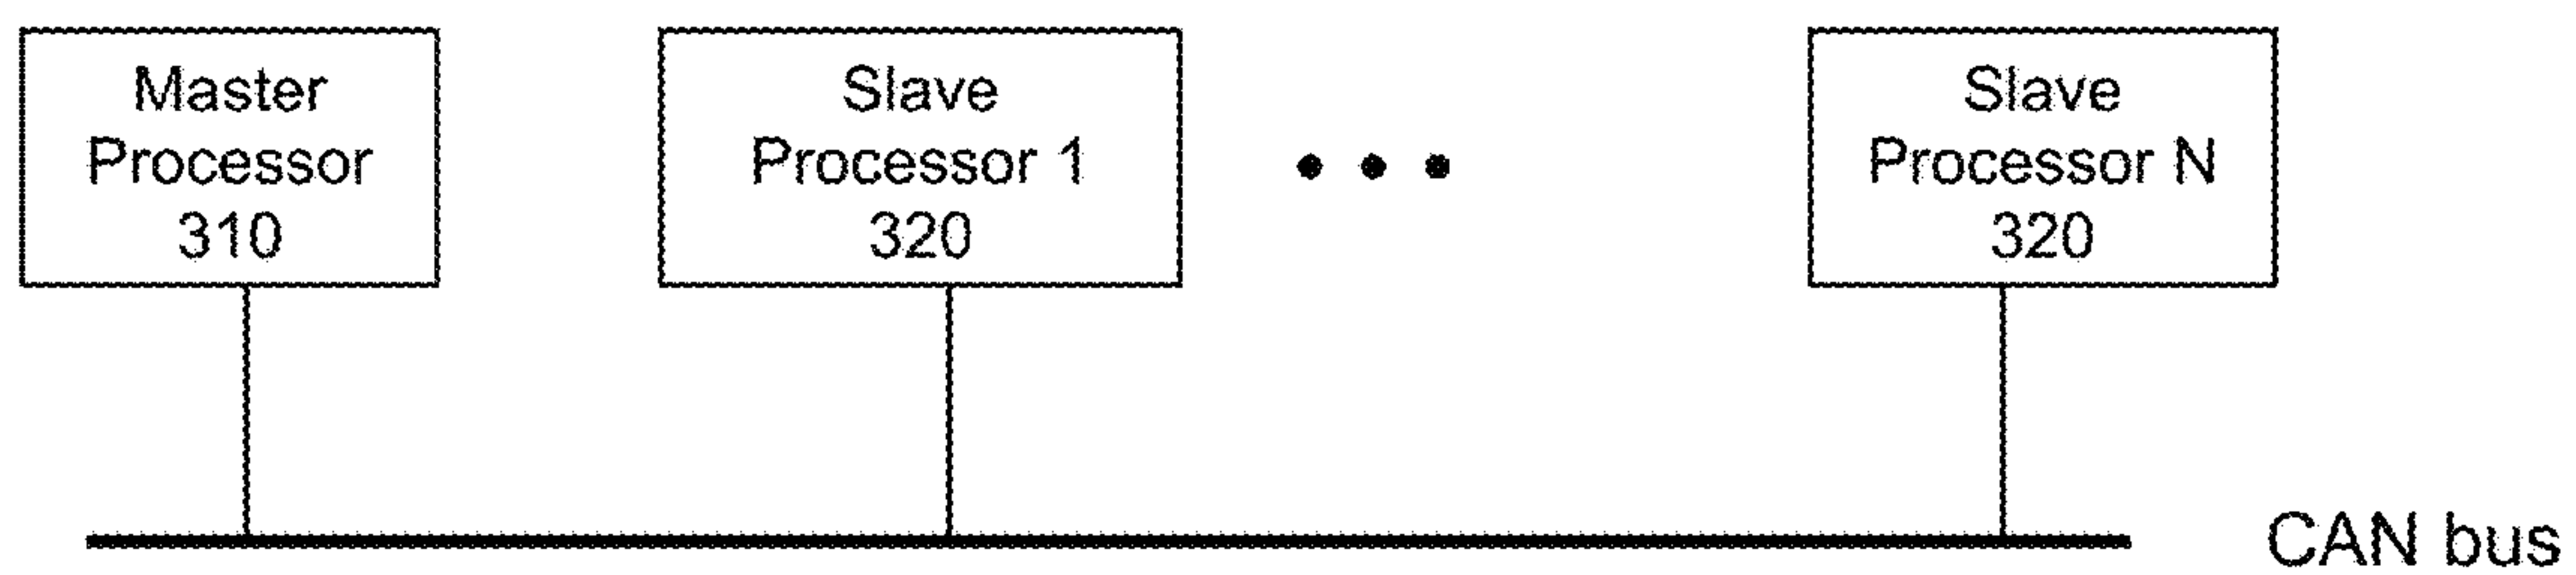 Master
Processor
310
Slave
Processor 1
320
Slave
Processor N
320
CAN bus